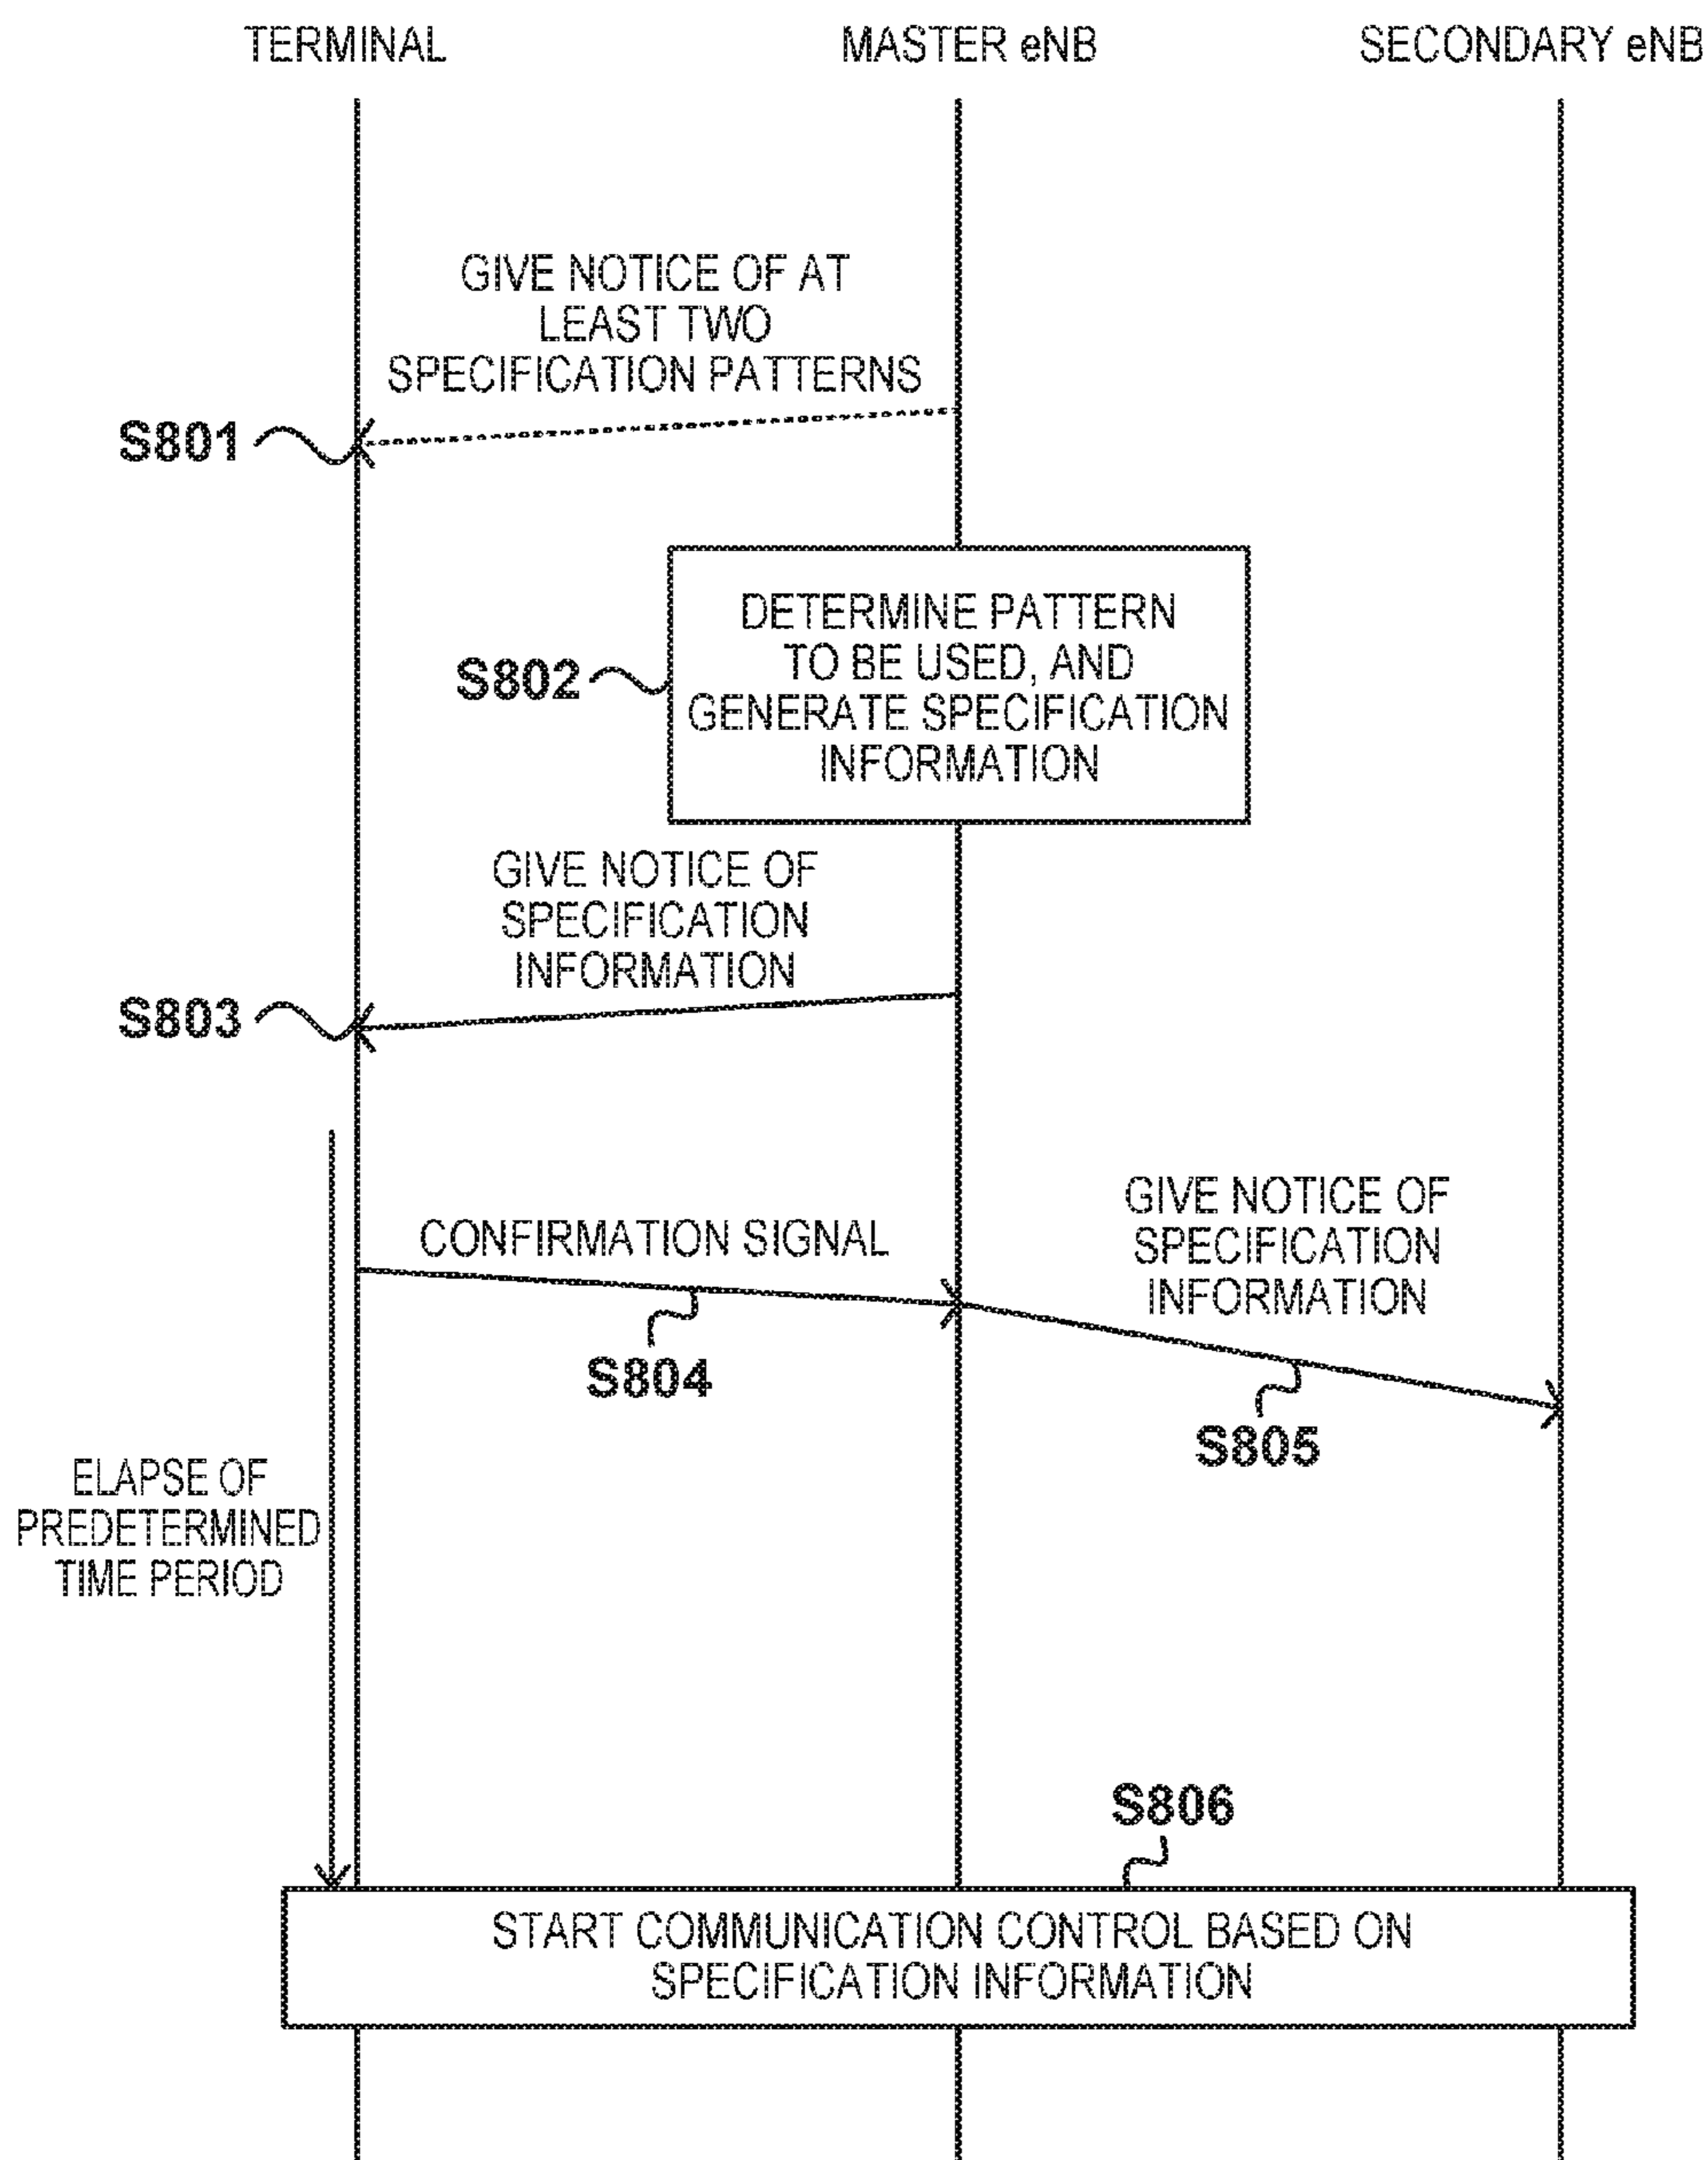 TERMINAL
MASTER eNB
SECONDARY eNB
GIVE NOTICE OF AT
LEAST TWO
SPECIFICATION PATTERNS
S801
DETERMINE PATTERN
TO BE USED, AND
GENERATE SPECIFICATION
INFORMATION
S802
GIVE NOTICE OF
SPECIFICATION
INFORMATION
S803
CONFIRMATION SIGNAL
S804
GIVE NOTICE OF
SPECIFICATION
INFORMATION
S805
ELAPSE OF
PREDETERMINED
TIME PERIOD
S806
START COMMUNICATION CONTROL BASED ON
SPECIFICATION INFORMATION